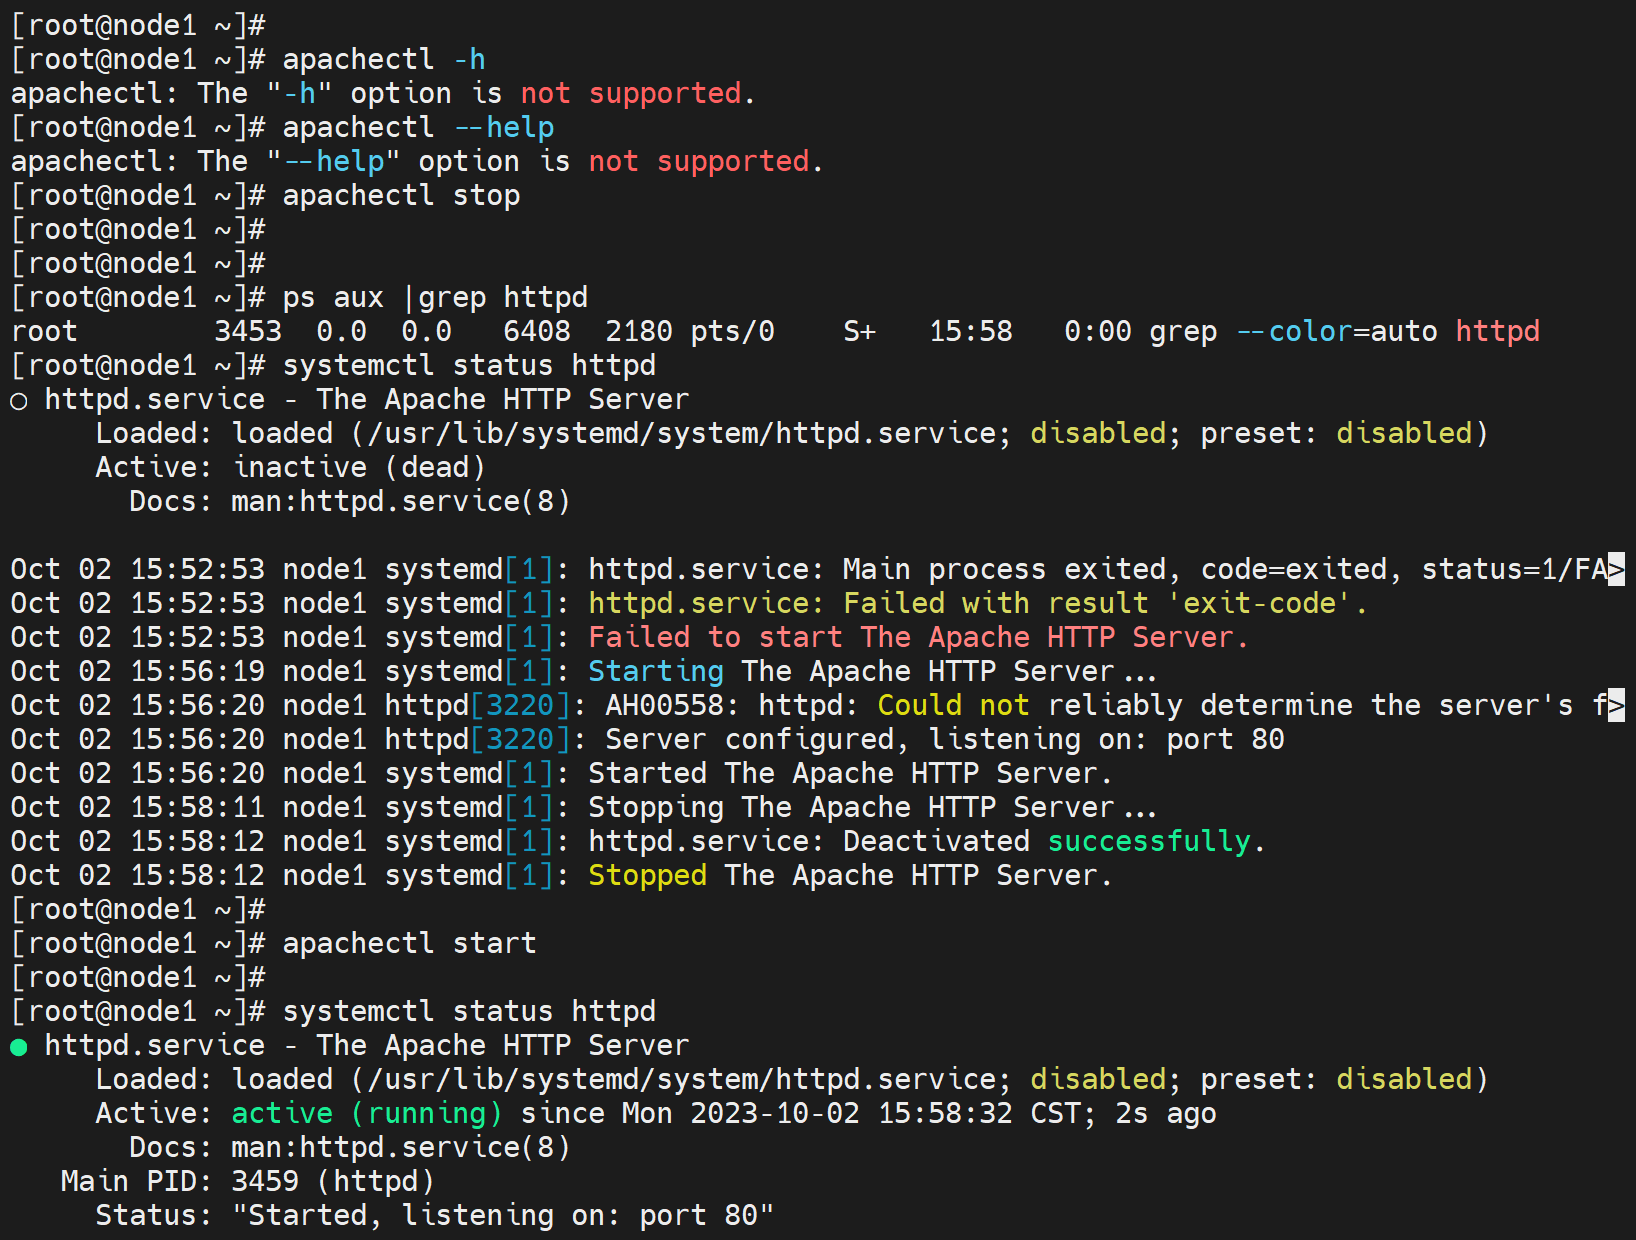 [root@node1 ~]#
[root@node1 ~]# apachectl -h
apachectl: The "-h" option is not supported.
[root@node1 ~]# apachectl --help
apachectl: The "--help" option is not supported.
[root@node1 ~]# apachectl stop
[root@node1 ~]#
[root@node1 ~]#
[root@node1 ~]# ps aux |grep httpd
root        3453  0.0  0.0   6408  2180 pts/0    S+   15:58   0:00 grep --color=auto httpd
[root@node1 ~]# systemctl status httpd
○ httpd.service - The Apache HTTP Server
     Loaded: loaded (/usr/lib/systemd/system/httpd.service; disabled; preset: disabled)
     Active: inactive (dead)
       Docs: man:httpd.service(8)

Oct 02 15:52:53 node1 systemd[1]: httpd.service: Main process exited, code=exited, status=1/FA>
Oct 02 15:52:53 node1 systemd[1]: httpd.service: Failed with result 'exit-code'.
Oct 02 15:52:53 node1 systemd[1]: Failed to start The Apache HTTP Server.
Oct 02 15:56:19 node1 systemd[1]: Starting The Apache HTTP Server...
Oct 02 15:56:20 node1 httpd[3220]: AH00558: httpd: Could not reliably determine the server's f>
Oct 02 15:56:20 node1 httpd[3220]: Server configured, listening on: port 80
Oct 02 15:56:20 node1 systemd[1]: Started The Apache HTTP Server.
Oct 02 15:58:11 node1 systemd[1]: Stopping The Apache HTTP Server...
Oct 02 15:58:12 node1 systemd[1]: httpd.service: Deactivated successfully.
Oct 02 15:58:12 node1 systemd[1]: Stopped The Apache HTTP Server.
[root@node1 ~]#
[root@node1 ~]# apachectl start
[root@node1 ~]#
[root@node1 ~]# systemctl status httpd
● httpd.service - The Apache HTTP Server
     Loaded: loaded (/usr/lib/systemd/system/httpd.service; disabled; preset: disabled)
     Active: active (running) since Mon 2023-10-02 15:58:32 CST; 2s ago
       Docs: man:httpd.service(8)
   Main PID: 3459 (httpd)
     Status: "Started, listening on: port 80"